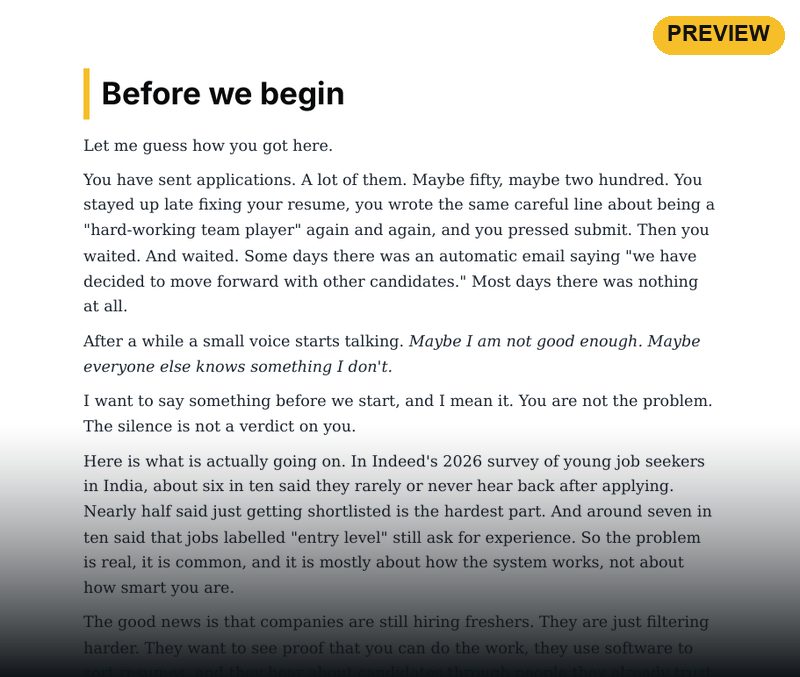 PREVIEW
Before we begin
Let me guess how you got here.
You have sent applications. A lot of them. Maybe fifty, maybe two hundred. You
stayed up late fixing your resume, you wrote the same careful line about being a
"hard-working team player" again and again, and you pressed submit. Then you
waited. And waited. Some days there was an automatic email saying "we have
decided to move forward with other candidates." Most days there was nothing
at all.
After a while a small voice starts talking. Maybe I am not good enough. Maybe
everyone else knows something I don't.
I want to say something before we start, and I mean it. You are not the problem.
The silence is not a verdict on you.
Here is what is actually going on. In Indeed's 2026 survey of young job seekers
in India, about six in ten said they rarely or never hear back after applying.
Nearly half said just getting shortlisted is the hardest part. And around seven in
ten said that jobs labelled "entry level" still ask for experience. So the problem
is real, it is common, and it is mostly about how the system works, not about
how smart you are.
The good news is that companies are still hiring freshers. They are just filtering
harder. They want to see proof that you can do the work, they use software to